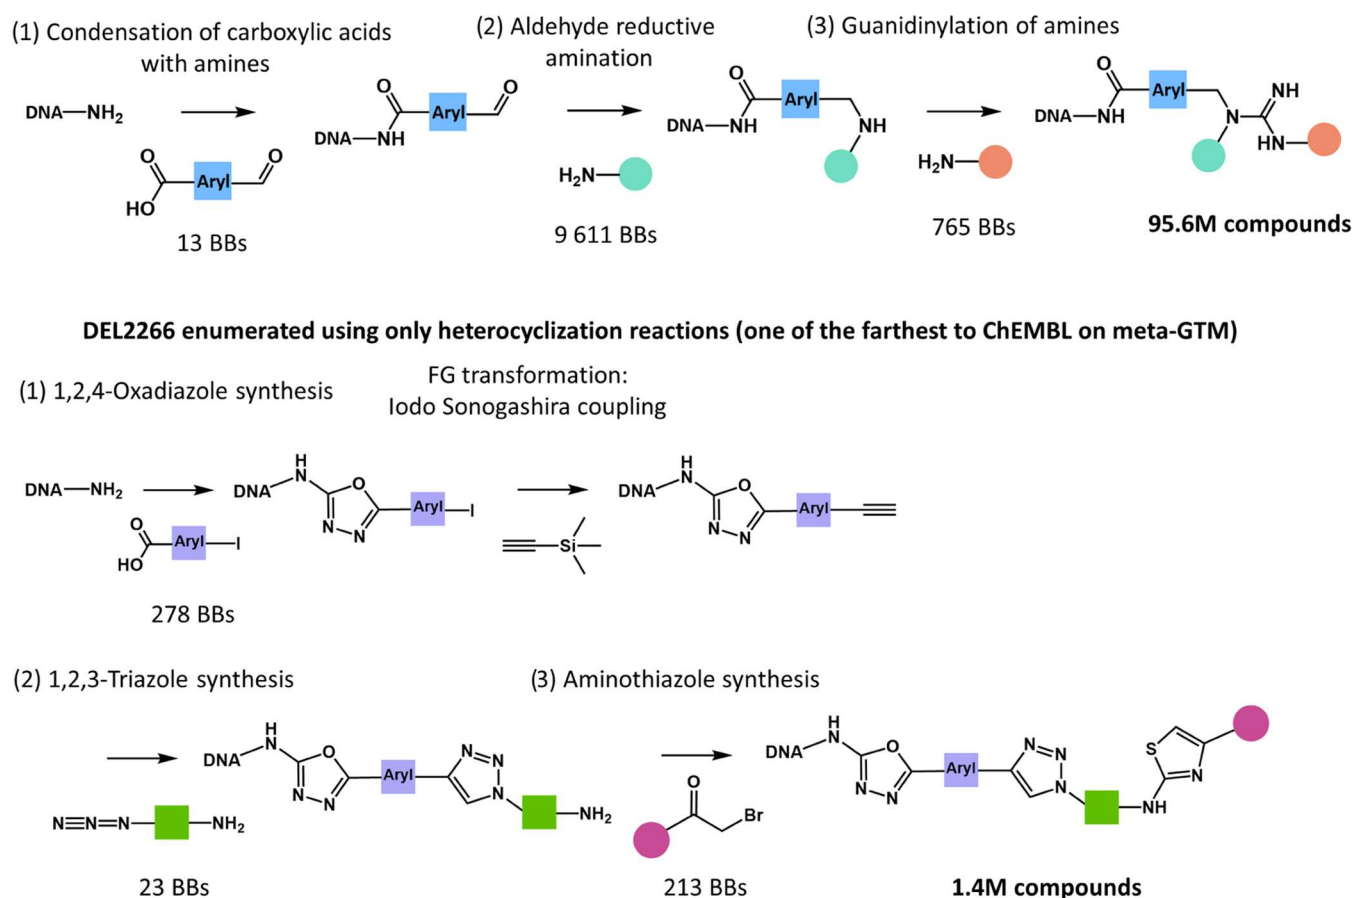 (1) Condensation of carboxylic acids
with amines
(2) Aldehyde reductive
amination
(3) Guanidinylation of amines
DNA—NH₂
O
HO
Aryl
O
13 BBs
O
DNA—NH
Aryl
O
H₂N
9 611 BBs
O
DNA—NH
Aryl
NH
H₂N
765 BBs
O
DNA—NH
Aryl
N
NH
HN
95.6M compounds
DEL2266 enumerated using only heterocyclization reactions (one of the farthest to ChEMBL on meta-GTM)
(1) 1,2,4-Oxadiazole synthesis
FG transformation:
Iodo Sonogashira coupling
DNA—NH₂
O
HO
Aryl
I
278 BBs
H
N
DNA
O
N
N
Aryl
I
Si
H
N
DNA
O
N
N
Aryl
(2) 1,2,3-Triazole synthesis
(3) Aminothiazole synthesis
N≡N=N
NH₂
23 BBs
H
N
DNA
O
N
N
Aryl
N
N
N
NH₂
O
Br
213 BBs
H
N
DNA
O
N
N
Aryl
N
N
N
NH
S
N
1.4M compounds